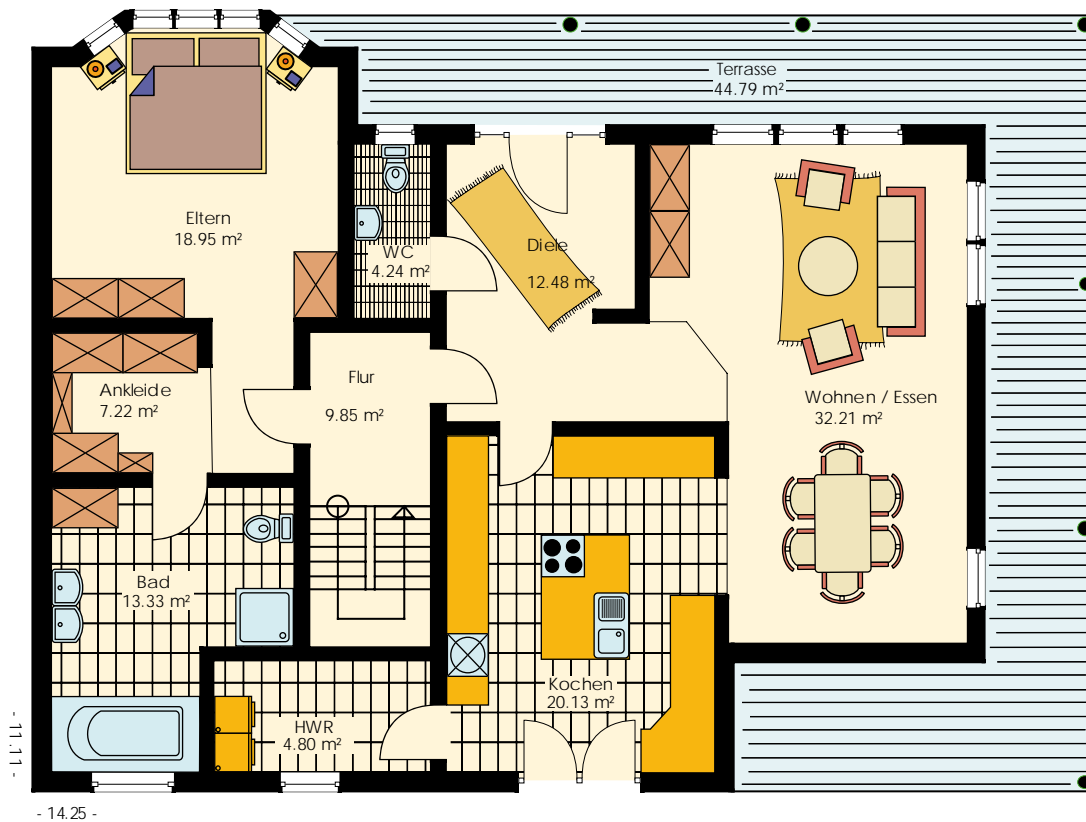 Terrasse
44.79 m²
Eltern
18.95 m²
WC
4.24 m²
Diele
12.48 m²
Ankleide
7.22 m²
Flur
9.85 m²
Wohnen / Essen
32.21 m²
Bad
13.33 m²
Kochen
20.13 m²
HWR
4.80 m²
- 11.11 -
- 14.25 -